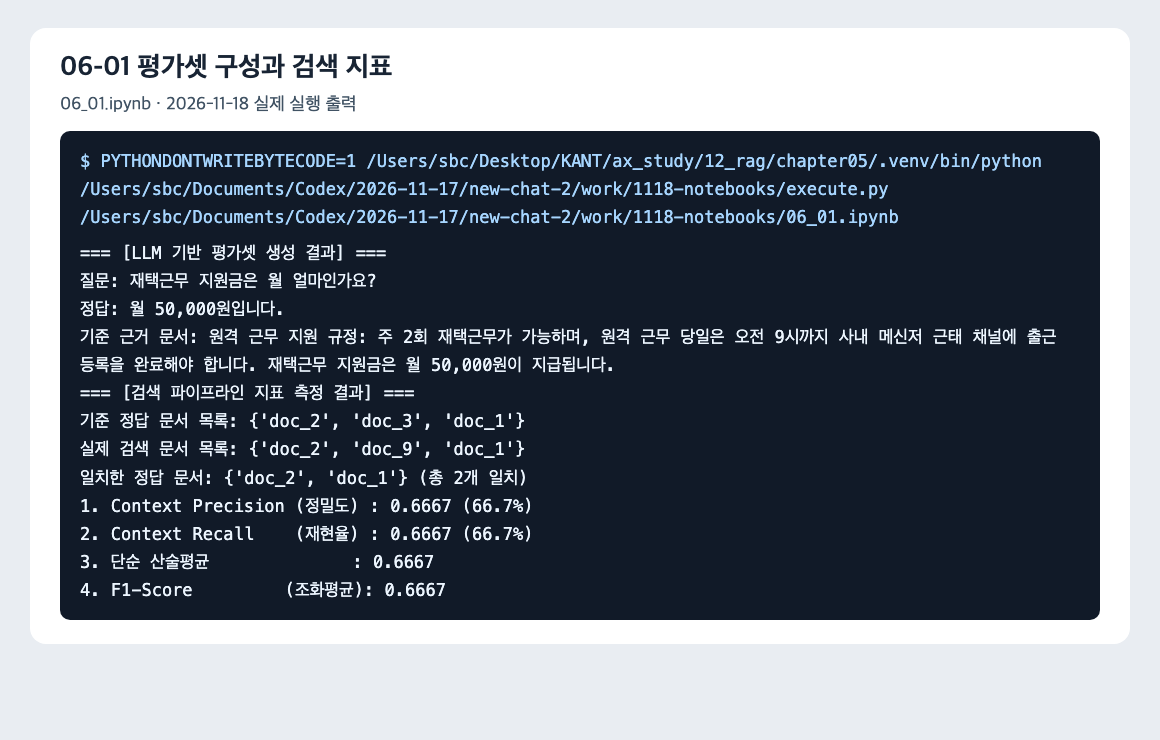 06-01 평가셋 구성과 검색 지표
06_01.ipynb · 2026-11-18 실제 실행 출력
$ PYTHONDONTWRITEBYTECODE=1 /Users/sbc/Desktop/KANT/ax_study/12_rag/chapter05/.venv/bin/python
/Users/sbc/Documents/Codex/2026-11-17/new-chat-2/work/1118-notebooks/execute.py
/Users/sbc/Documents/Codex/2026-11-17/new-chat-2/work/1118-notebooks/06_01.ipynb
=== [LLM 기반 평가셋 생성 결과] ===
질문: 재택근무 지원금은 월 얼마인가요?
정답: 월 50,000원입니다.
기준 근거 문서: 원격 근무 지원 규정: 주 2회 재택근무가 가능하며, 원격 근무 당일은 오전 9시까지 사내 메신저 근태 채널에 출근
등록을 완료해야 합니다. 재택근무 지원금은 월 50,000원이 지급됩니다.
=== [검색 파이프라인 지표 측정 결과] ===
기준 정답 문서 목록: {'doc_2', 'doc_3', 'doc_1'}
실제 검색 문서 목록: {'doc_2', 'doc_9', 'doc_1'}
일치한 정답 문서: {'doc_2', 'doc_1'} (총 2개 일치)
1. Context Precision (정밀도) : 0.6667 (66.7%)
2. Context Recall    (재현율) : 0.6667 (66.7%)
3. 단순 산술평균              : 0.6667
4. F1-Score         (조화평균): 0.6667